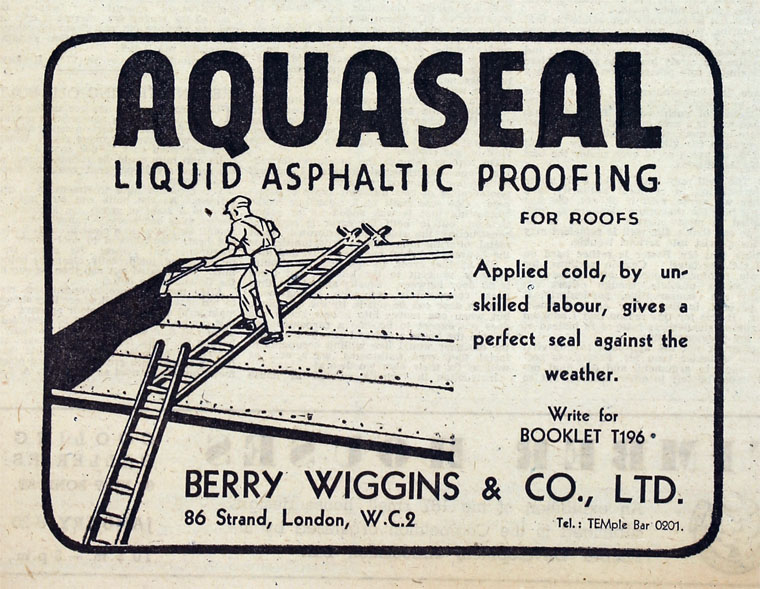 AQUASEAL
LIQUID ASPHALTIC PROOFING
FOR ROOFS
Applied cold, by un-
skilled labour, gives a
perfect seal against the
weather.
Write for
BOOKLET T196
BERRY WIGGINS & CO., LTD.
86 Strand, London, W.C.2
Tel.: TEMple Bar 0201.